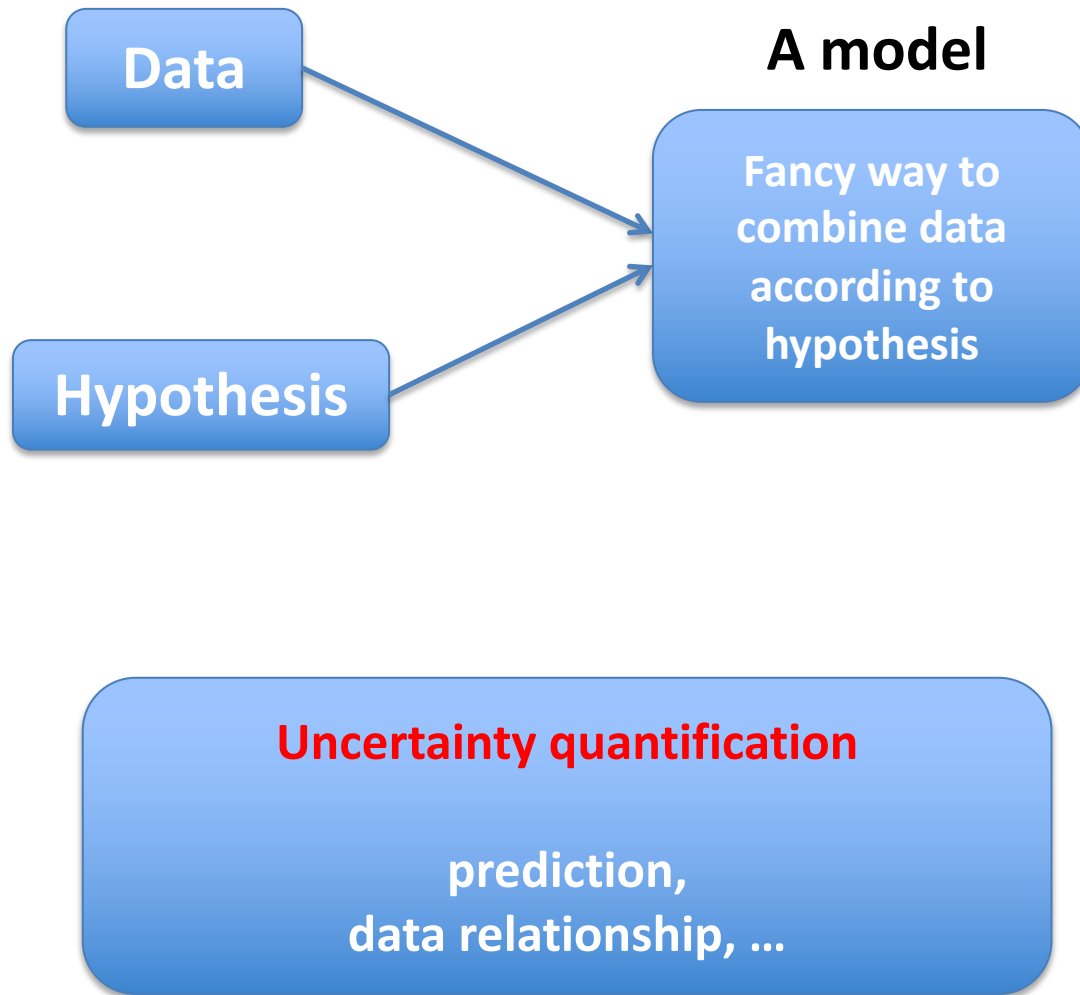 Data
A model
Fancy way to
combine data
according to
hypothesis
Hypothesis
Uncertainty quantification
prediction,
data relationship, ...